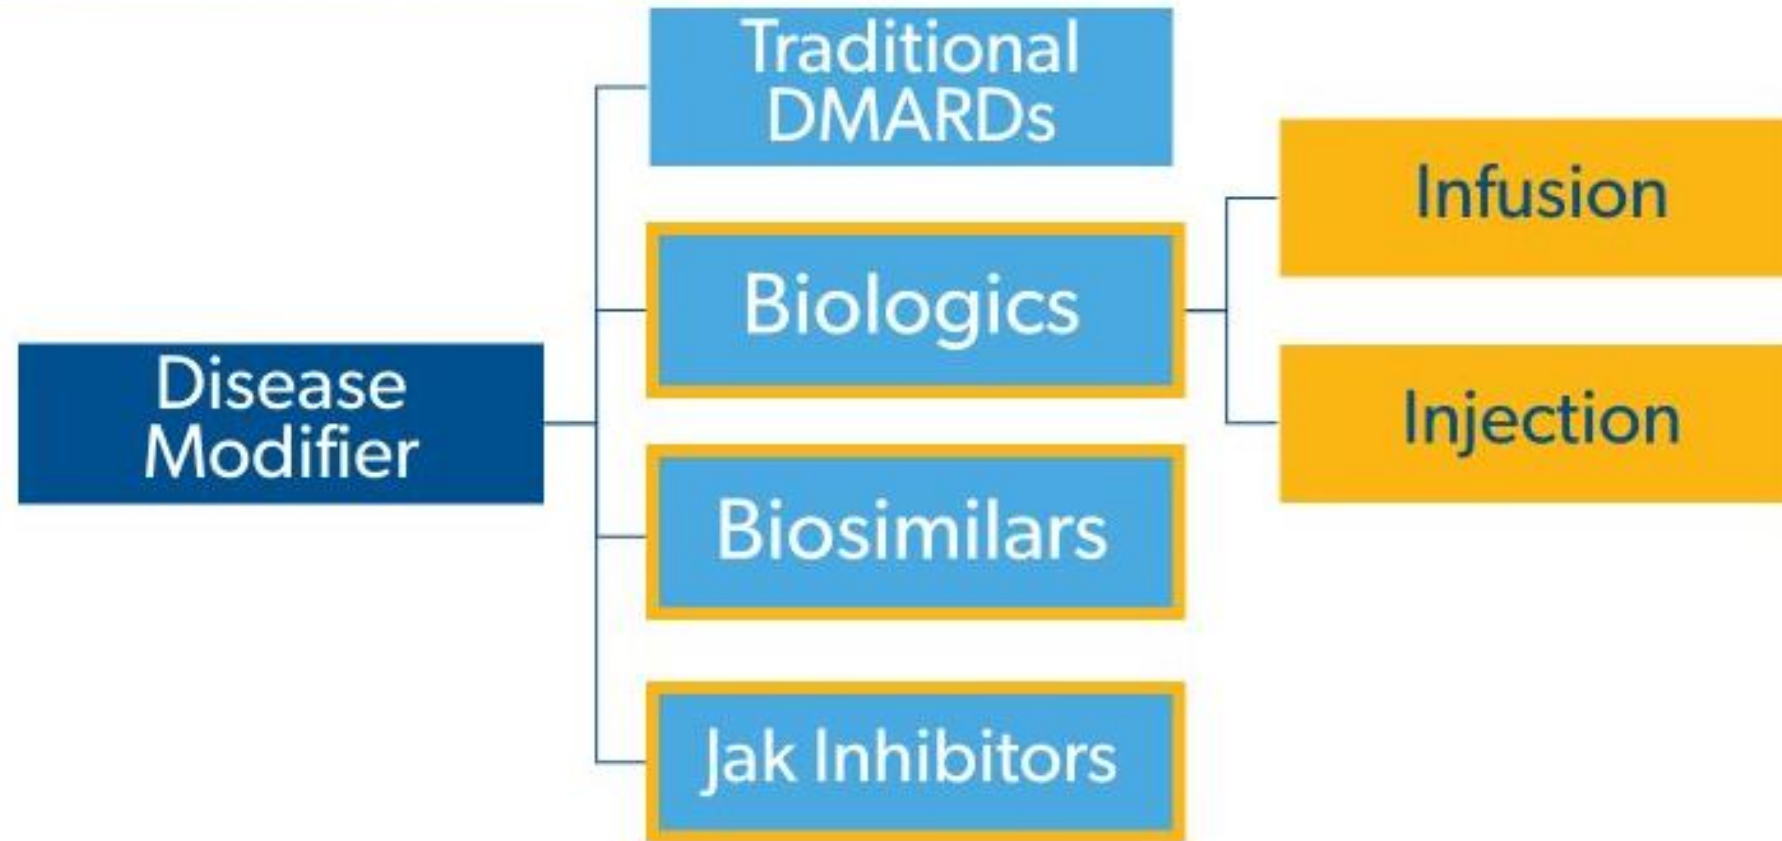 Traditional
DMARDs
Infusion
Biologics
Disease
Modifier
Injection
Biosimilars
Jak Inhibitors